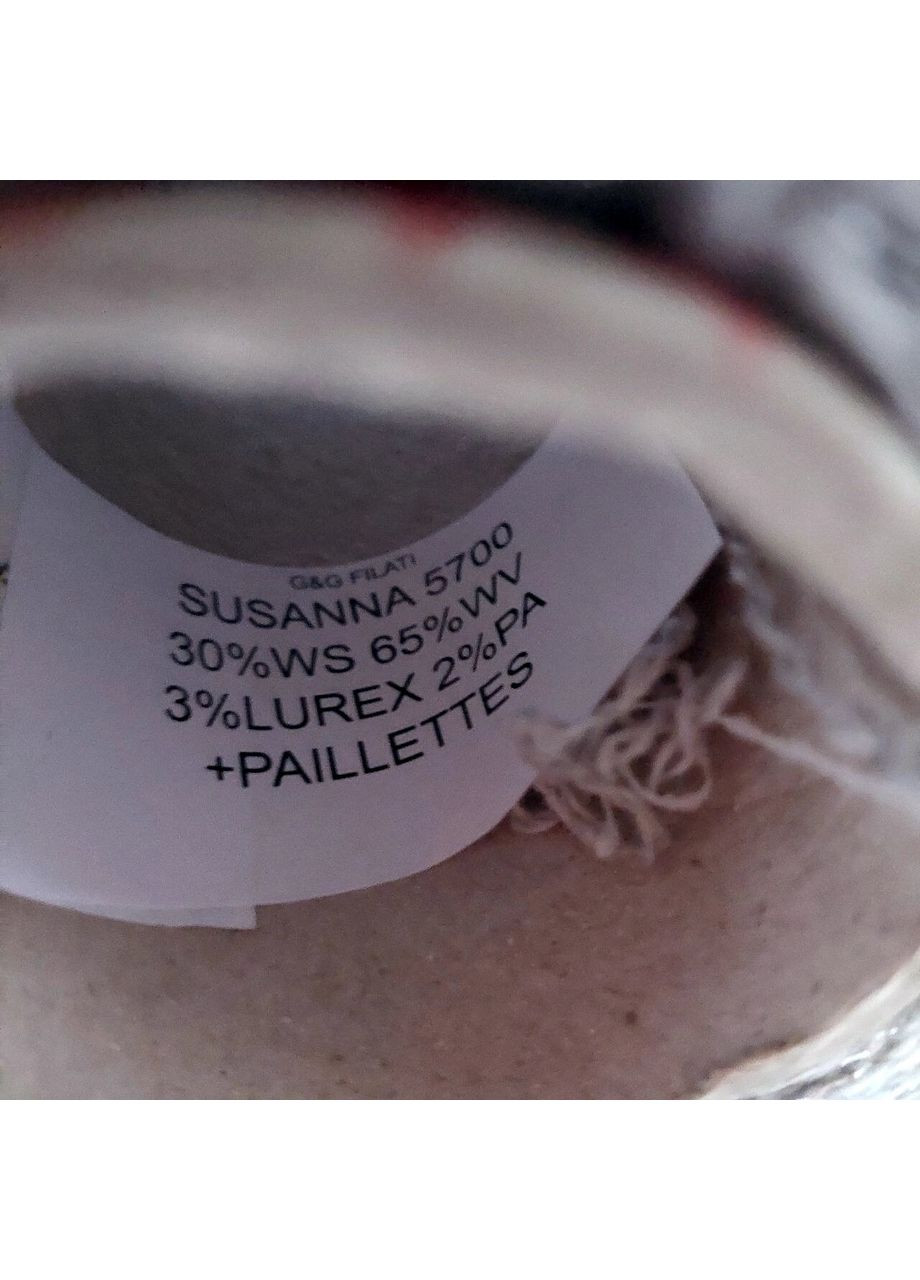 G&G FILATI
SUSANNA 5700
30%WS 65%WV
3%LUREX 2%PA
+PAILLETTES